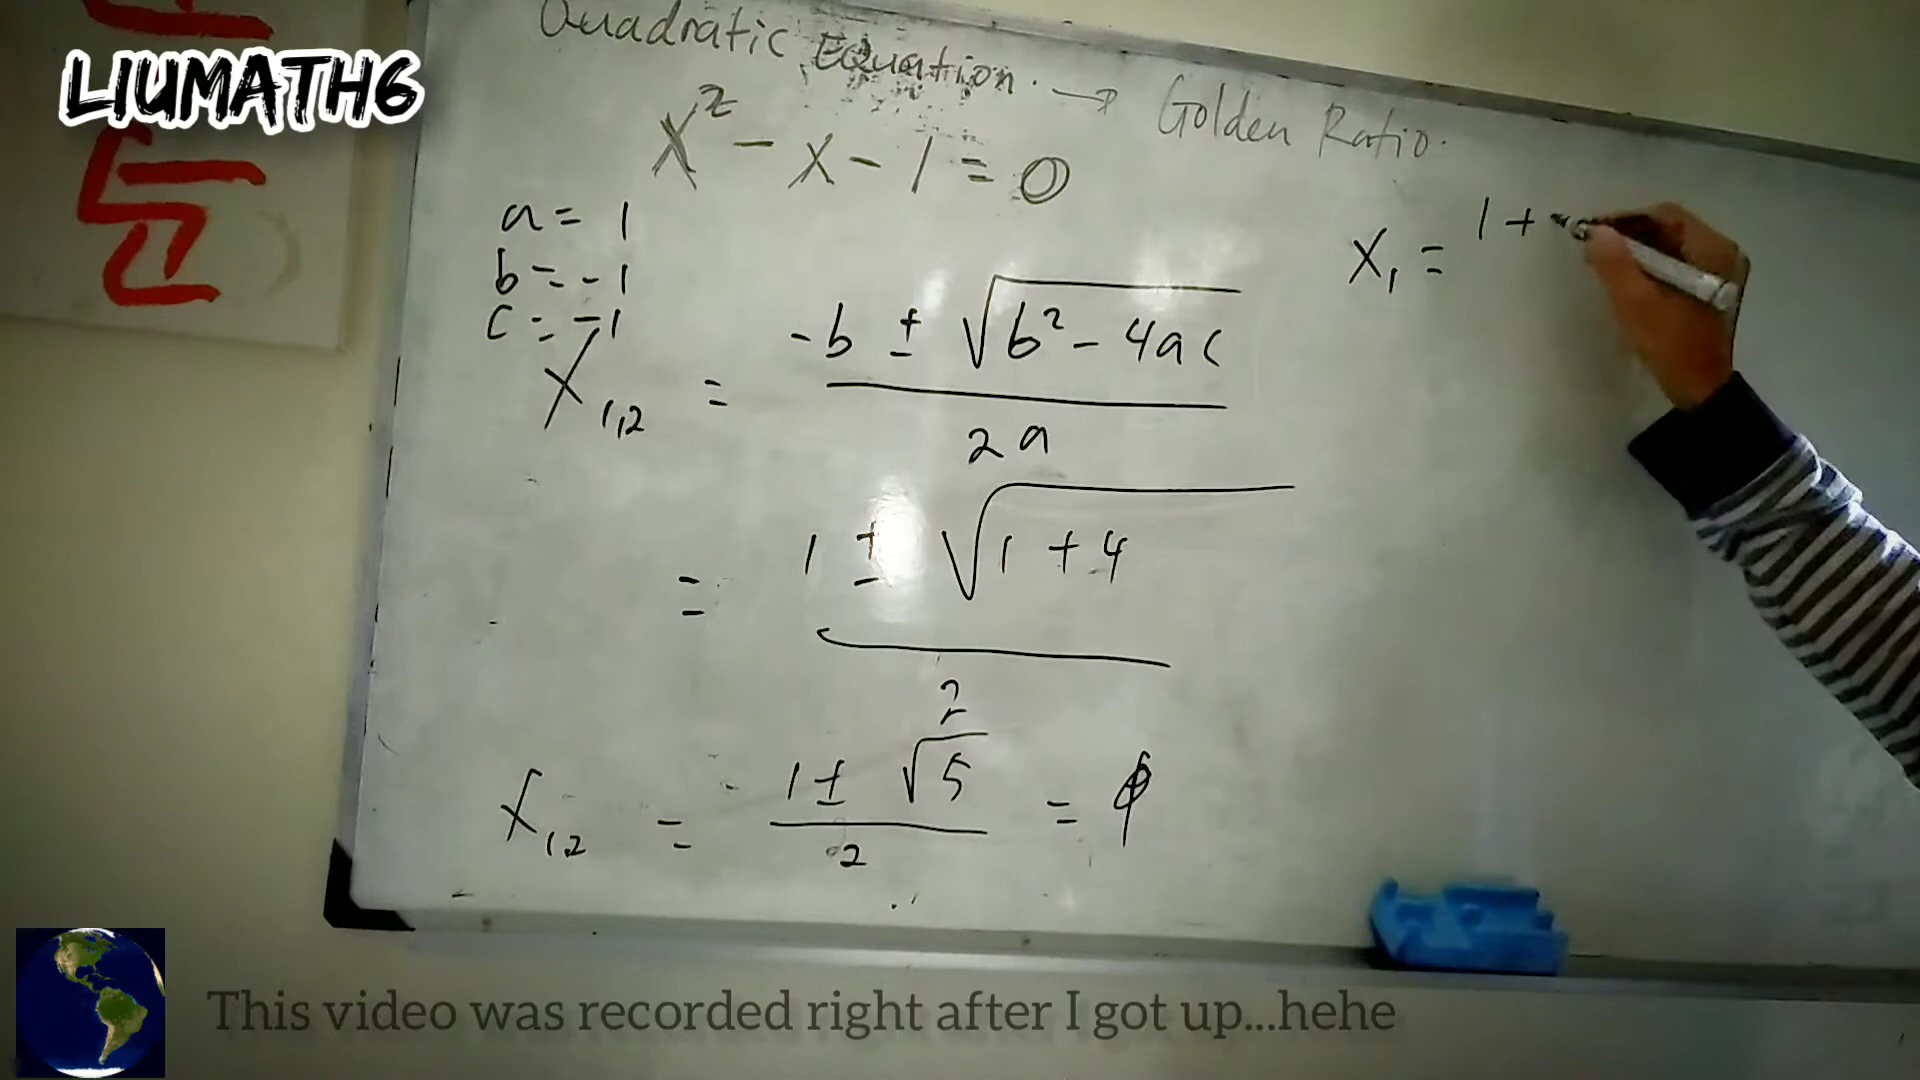 LIUMATH6
Quadratic Equation. → Golden Ratio.
x² - x - 1 = 0
a = 1
b = -1
c = -1
x₁,₂ = (-b ± √(b² - 4ac)) / 2a
= (1 ± √(1 + 4)) / 2
x₁,₂ = (1 ± √5) / 2 = φ
x₁ = 1 +
This video was recorded right after I got up...hehe